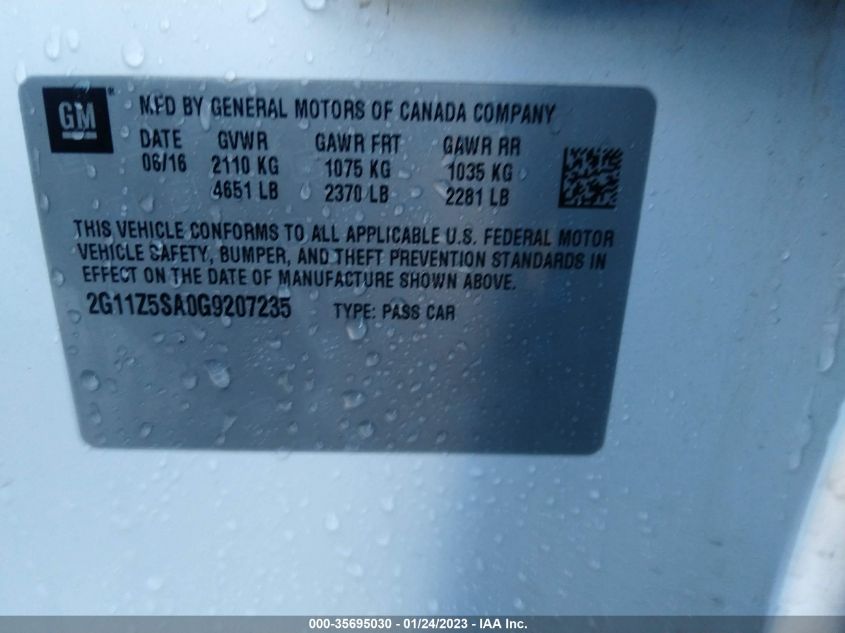 GM ® MFD BY GENERAL MOTORS OF CANADA COMPANY
DATE GVWR GAWR FRT GAWR RR
06/16 2110 KG 1075 KG 1035 KG
4651 LB 2370 LB 2281 LB
THIS VEHICLE CONFORMS TO ALL APPLICABLE U.S. FEDERAL MOTOR
VEHICLE SAFETY, BUMPER, AND THEFT PREVENTION STANDARDS IN
EFFECT ON THE DATE OF MANUFACTURE SHOWN ABOVE.
2G11Z5SA0G9207235 TYPE: PASS CAR
000-35695030 - 01/24/2023 - IAA Inc.